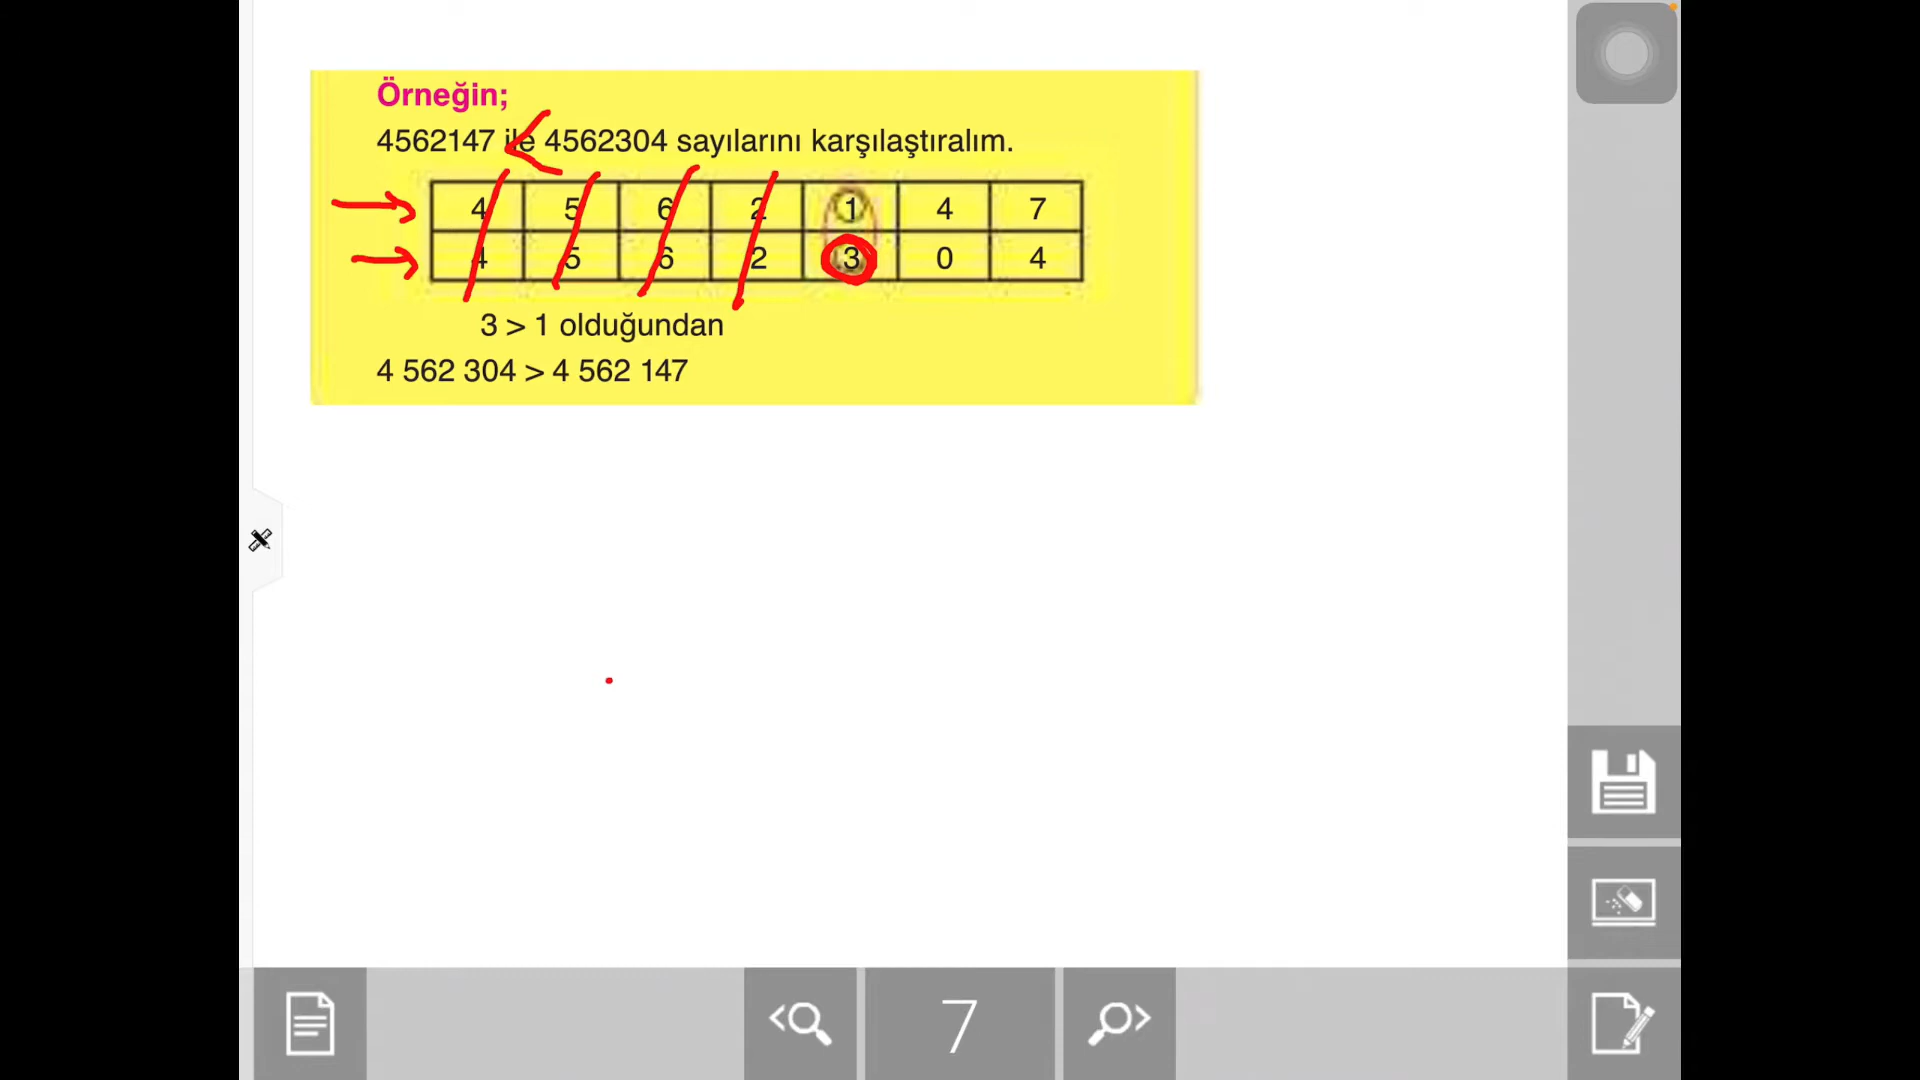 Örneğin;
4562147 ile < 4562304 sayılarını karşılaştıralım.
4 5 6 2 1 4 7
4 5 6 2 3 0 4
3 > 1 olduğundan
4 562 304 > 4 562 147
7